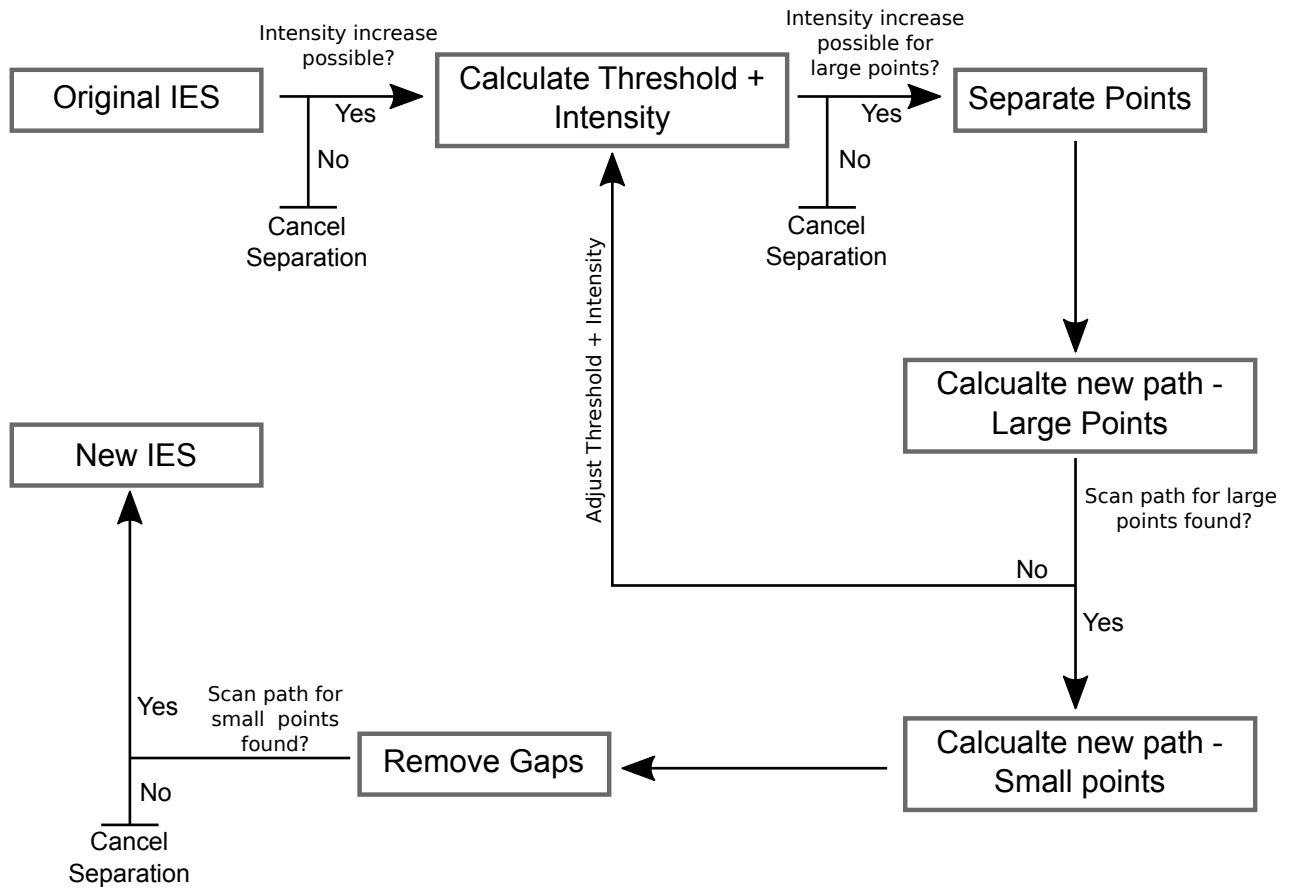 Intensity increase
possible?
Intensity increase
possible for
large points?
Original IES
Calculate Threshold +
Intensity
Separate Points
Yes
No
Cancel
Separation
Yes
No
Cancel
Separation
Adjust Threshold + Intensity
Calcualte new path -
Large Points
New IES
Scan path for large
points found?
No
Yes
Scan path for
small points
found?
Yes
No
Cancel
Separation
Remove Gaps
Calcualte new path -
Small points